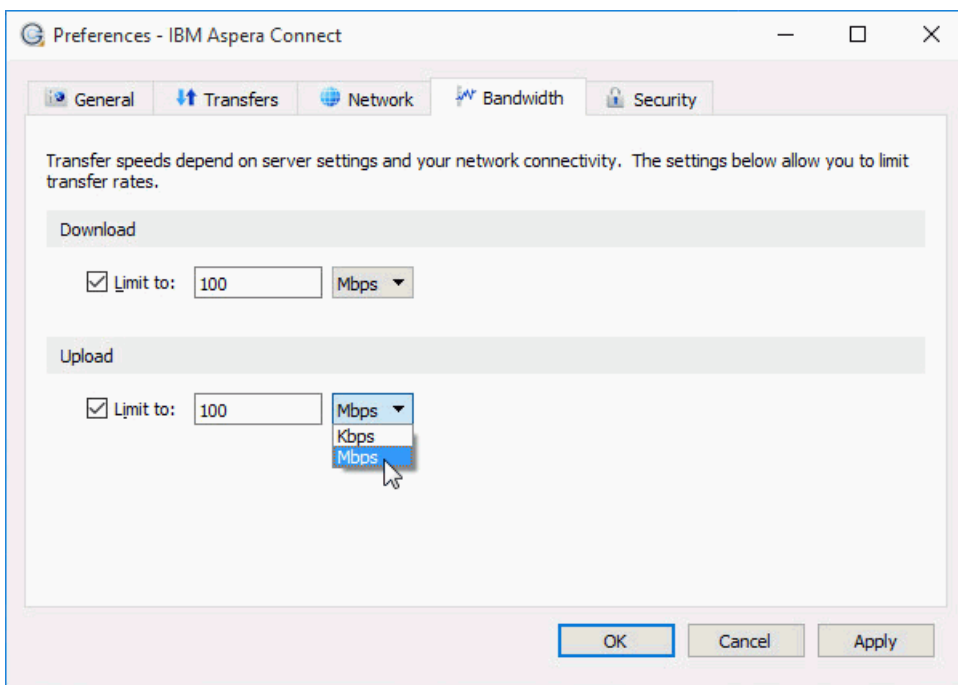 Preferences - IBM Aspera Connect
General Transfers Network Bandwidth Security
Transfer speeds depend on server settings and your network connectivity. The settings below allow you to limit
transfer rates.
Download
Limit to: 100 Mbps
Upload
Limit to: 100 Mbps
Kbps
Mbps
OK Cancel Apply